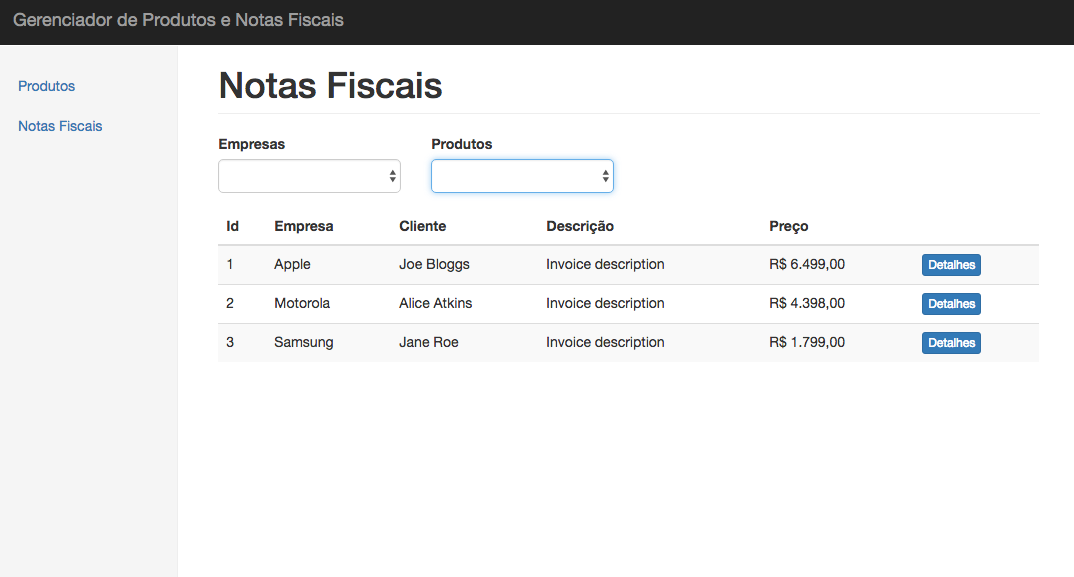 Gerenciador de Produtos e Notas Fiscais
Produtos
Notas Fiscais
Notas Fiscais
Empresas Produtos
Id Empresa Cliente Descrição Preço
1 Apple Joe Bloggs Invoice description R$ 6.499,00 Detalhes
2 Motorola Alice Atkins Invoice description R$ 4.398,00 Detalhes
3 Samsung Jane Roe Invoice description R$ 1.799,00 Detalhes